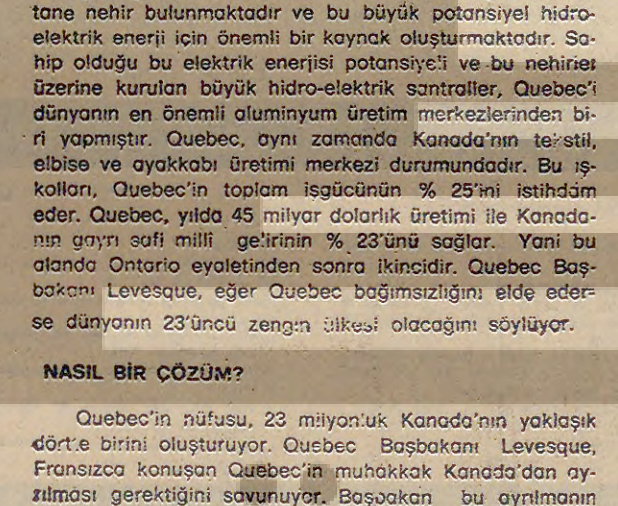 tane nehir bulunmaktadır ve bu büyük potansiyel hidro-
elektrik enerji için önemli bir kaynak oluşturmaktadır. Sa-
hip olduğu bu elektrik enerjisi potansiyeli ve bu nehirler
üzerine kurulan büyük hidro-elektrik santraller, Quebec'i
dünyanın en önemli aluminyum üretim merkezlerinden bi-
ri yapmıştır. Quebec, aynı zamanda Kanada'nın tekstil,
elbise ve ayakkabı üretimi merkezi durumundadır. Bu iş-
kolları, Quebec'in toplam işgücünün % 25'ini istihdam
eder. Quebec, yılda 45 milyar dolarlık üretimi ile Kanada-
nın gayrı safi millî gelirinin % 23'ünü sağlar. Yani bu
alanda Ontario eyaletinden sonra ikincidir. Quebec Baş-
bakanı Levesque, eğer Quebec bağımsızlığını elde eder-
se dünyanın 23'üncü zengin ülkesi olacağını söylüyor.
NASIL BİR ÇÖZÜM?
Quebec'in nüfusu, 23 milyonluk Kanada'nın yaklaşık
dörtte birini oluşturuyor. Quebec Başbakanı Levesque,
Fransızca konuşan Quebec'in muhakkak Kanada'dan ay-
rılması gerektiğini savunuyor. Başbakan bu ayrılmanın